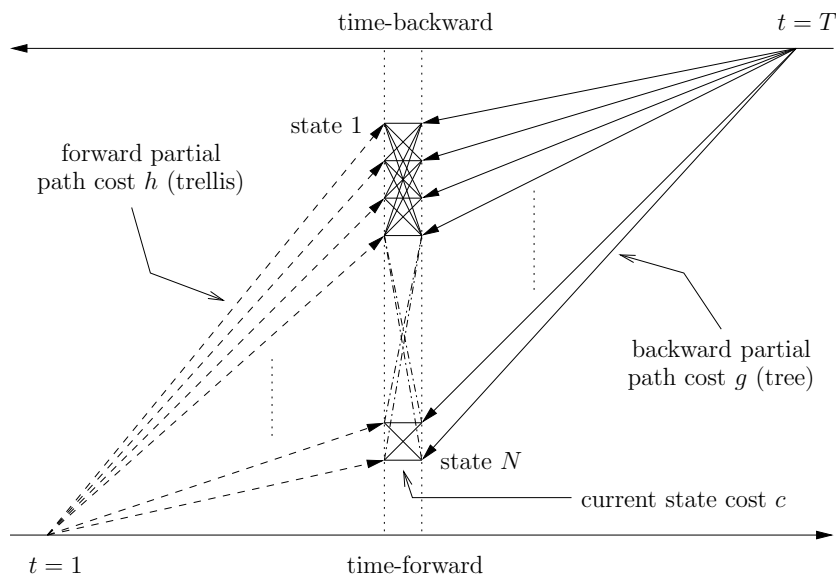 time-backward
t = T
state 1
forward partial
path cost h (trellis)
backward partial
path cost g (tree)
state N
current state cost c
t = 1
time-forward